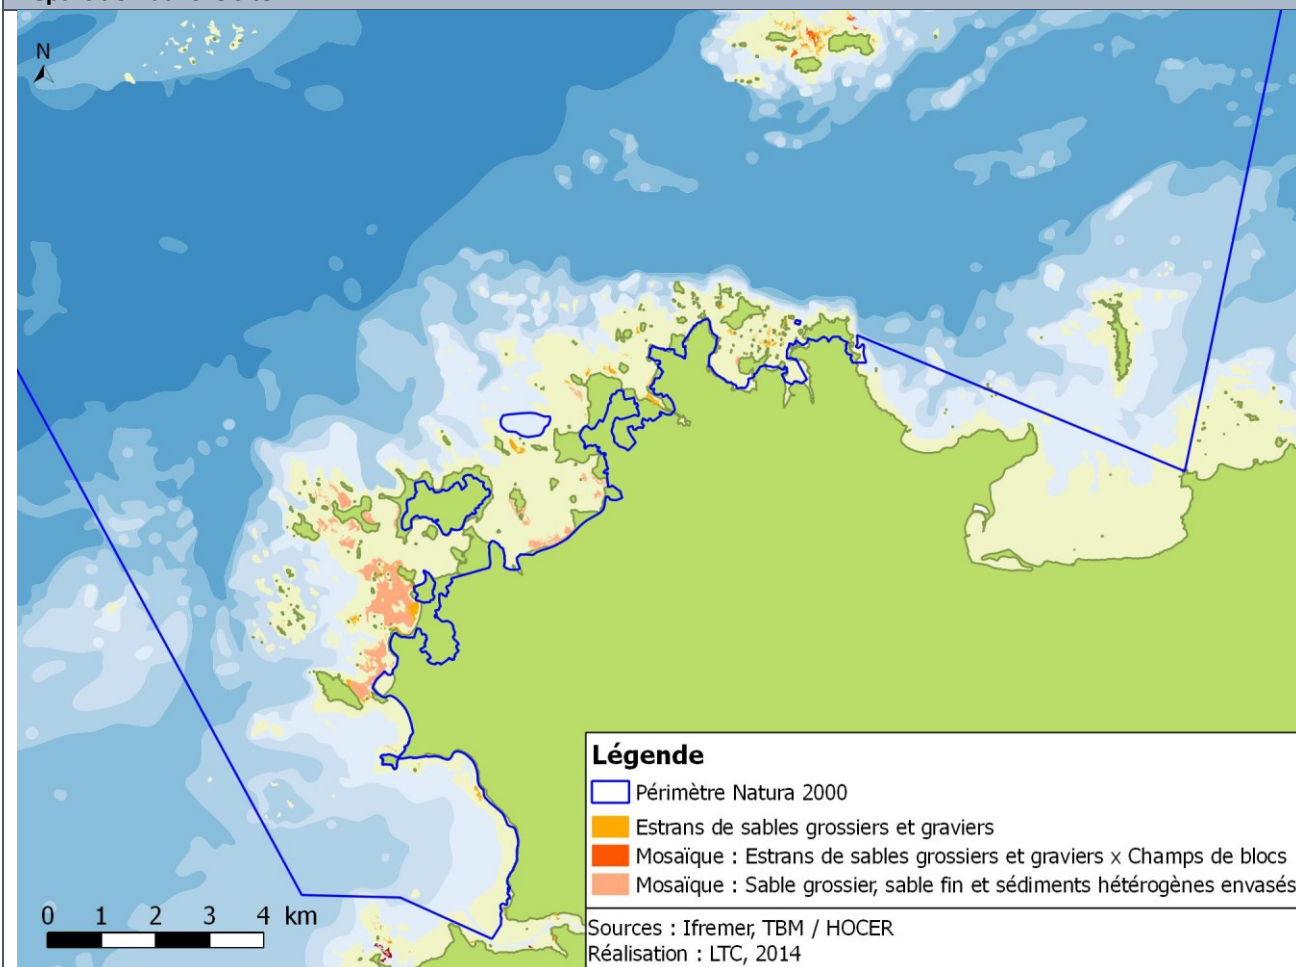 N
0 1 2 3 4 km
Légende
Périmètre Natura 2000
Estrans de sables grossiers et graviers
Mosaïque : Estrans de sables grossiers et graviers x Champs de blocs
Mosaïque : Sable grossier, sable fin et sédiments hétérogènes envasés
Sources : Ifremer, TBM / HOCER
Réalisation : LTC, 2014